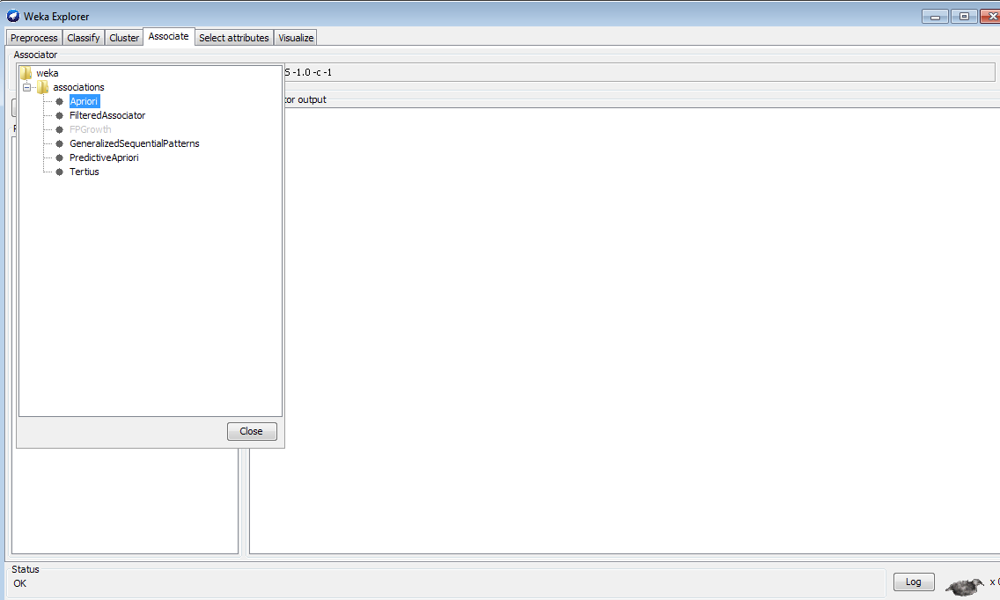 Weka Explorer
Preprocess Classify Cluster Associate Select attributes Visualize
Associator
weka
S -1.0 -c -1
associations
Apriori
tor output
FilteredAssociator
FPGrowth
GeneralizedSequentialPatterns
PredictiveApriori
Tertius
Close
Status
OK
Log
x 0